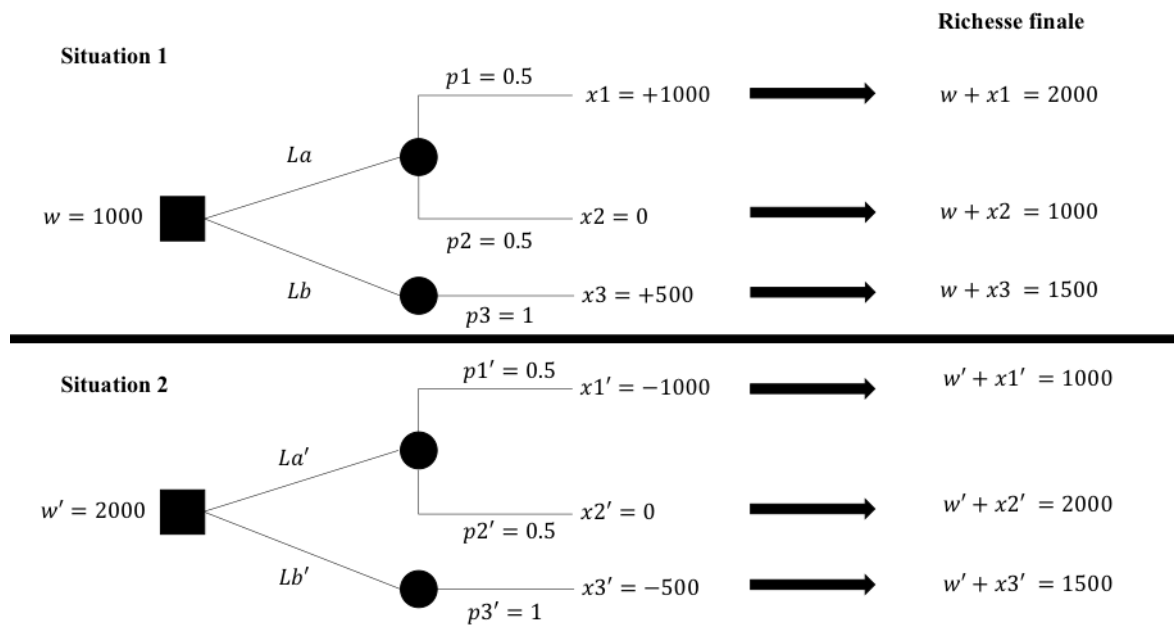 Richesse finale
Situation 1
p1 = 0.5
x1 = +1000
w + x1 = 2000
La
w = 1000
x2 = 0
w + x2 = 1000
p2 = 0.5
Lb
x3 = +500
w + x3 = 1500
p3 = 1
Situation 2
p1′ = 0.5
x1′ = −1000
w′ + x1′ = 1000
La′
w′ = 2000
x2′ = 0
w′ + x2′ = 2000
p2′ = 0.5
Lb′
x3′ = −500
w′ + x3′ = 1500
p3′ = 1